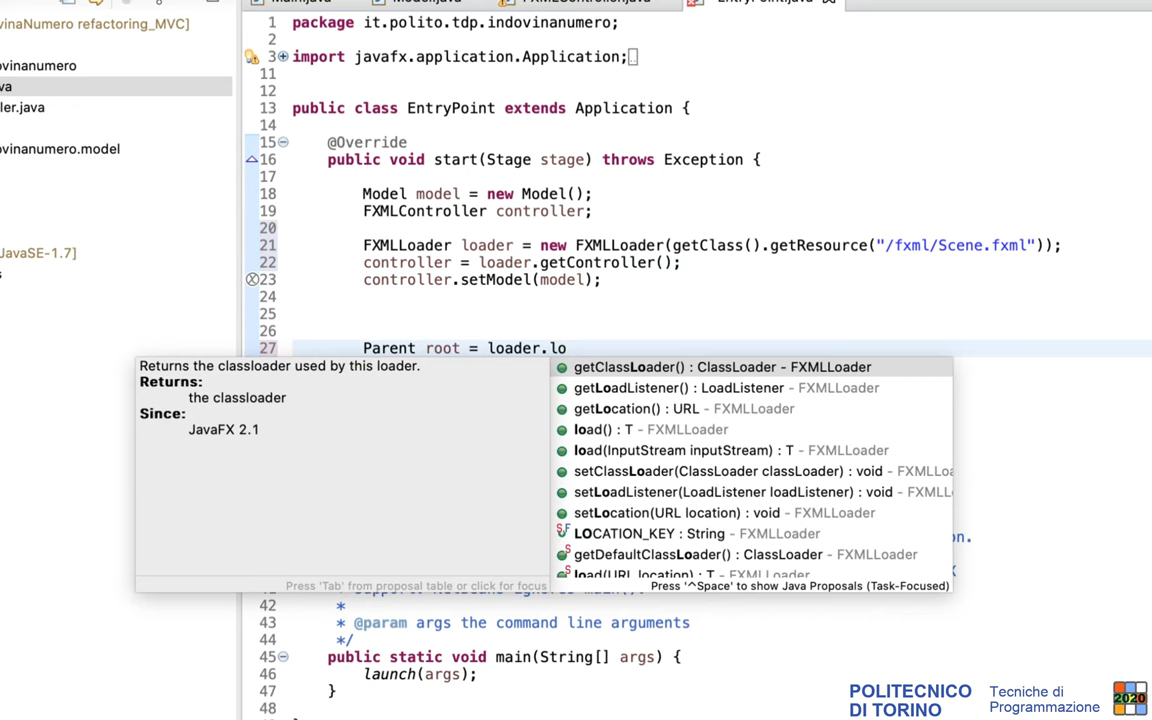 vinaNumero refactoring_MVC]
ovinanumero
va
ler.java
ovinanumero.model
JavaSE-1.7]
s
1 package it.polito.tdp.indovinanumero;
2
3 import javafx.application.Application;
11
12
13 public class EntryPoint extends Application {
14
15 @Override
16 public void start(Stage stage) throws Exception {
17
18 Model model = new Model();
19 FXMLController controller;
20
21 FXMLLoader loader = new FXMLLoader(getClass().getResource("/fxml/Scene.fxml"));
22 controller = loader.getController();
23 controller.setModel(model);
24
25
26
27 Parent root = loader.lo
Returns the classloader used by this loader.
Returns:
the classloader
Since:
JavaFX 2.1
Press 'Tab' from proposal table or click for focus
getClassLoader() : ClassLoader - FXMLLoader
getLoadListener() : LoadListener - FXMLLoader
getLocation() : URL - FXMLLoader
load() : T - FXMLLoader
load(InputStream inputStream) : T - FXMLLoader
setClassLoader(ClassLoader classLoader) : void - FXMLLoa
setLoadListener(LoadListener loadListener) : void - FXMLL
setLocation(URL location) : void - FXMLLoader
LOCATION_KEY : String - FXMLLoader
getDefaultClassLoader() : ClassLoader - FXMLLoader
load(URL location) : T - FXMLLoader
Press '^Space' to show Java Proposals (Task-Focused)
on.
X
42 *
43 * @param args the command line arguments
44 */
45 public static void main(String[] args) {
46 launch(args);
47 }
48
POLITECNICO
DI TORINO
Tecniche di
Programmazione
2020